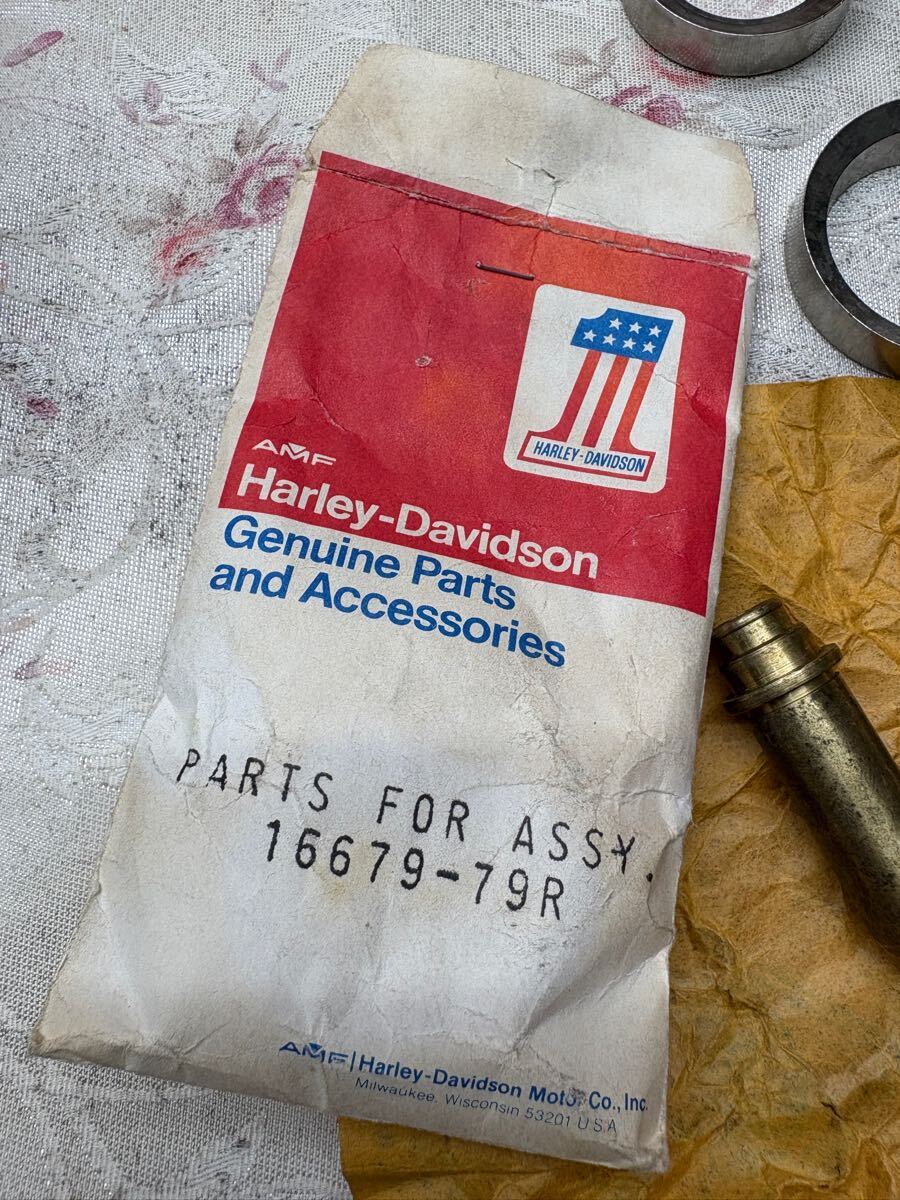 HARLEY-DAVIDSON
AMF
Harley-Davidson
Genuine Parts
and Accessories
PARTS FOR ASSY.
16679-79R
AMF|Harley-Davidson Motor Co., Inc.
Milwaukee, Wisconsin 53201 U.S.A